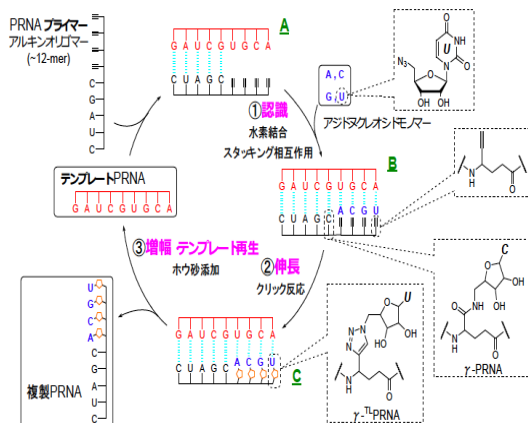 PRNA プライマー
アルキンオリゴマー
(~12-mer)
C
G
A
U
C
A
G A U C G U G C A
C U A G C
①認識
水素結合
スタッキング相互作用
A, C
G U
アジドヌクレオシドモノマー
N3
O
U
NH
N
O
O
OH OH
B
G A U C G U G C A
C U A G C A C G U
N
H
O
テンプレートPRNA
G A U C G U G C A
③増幅 テンプレート再生
ホウ砂添加
②伸長
クリック反応
C
G A U C G U G C A
C U A G C A C G U
U
G
C
A
C
G
A
U
C
複製PRNA
O
U
N
N
N
OH
OH
N
H
O
γ-TLPRNA
C
O
OH
OH
O
NH
N
H
O
γ-PRNA